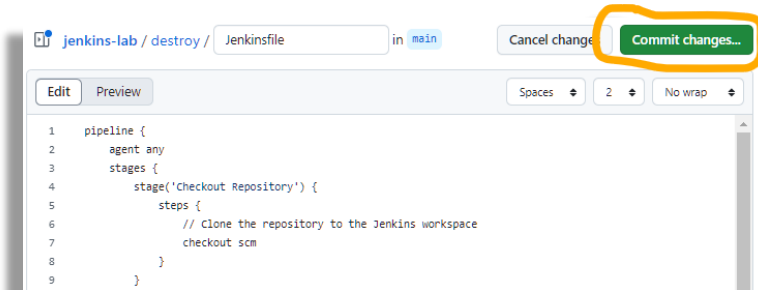 jenkins-lab / destroy / Jenkinsfile in main Cancel change Commit changes...
Edit Preview Spaces 2 No wrap
1 pipeline {
2 agent any
3 stages {
4 stage('Checkout Repository') {
5 steps {
6 // Clone the repository to the Jenkins workspace
7 checkout scm
8 }
9 }